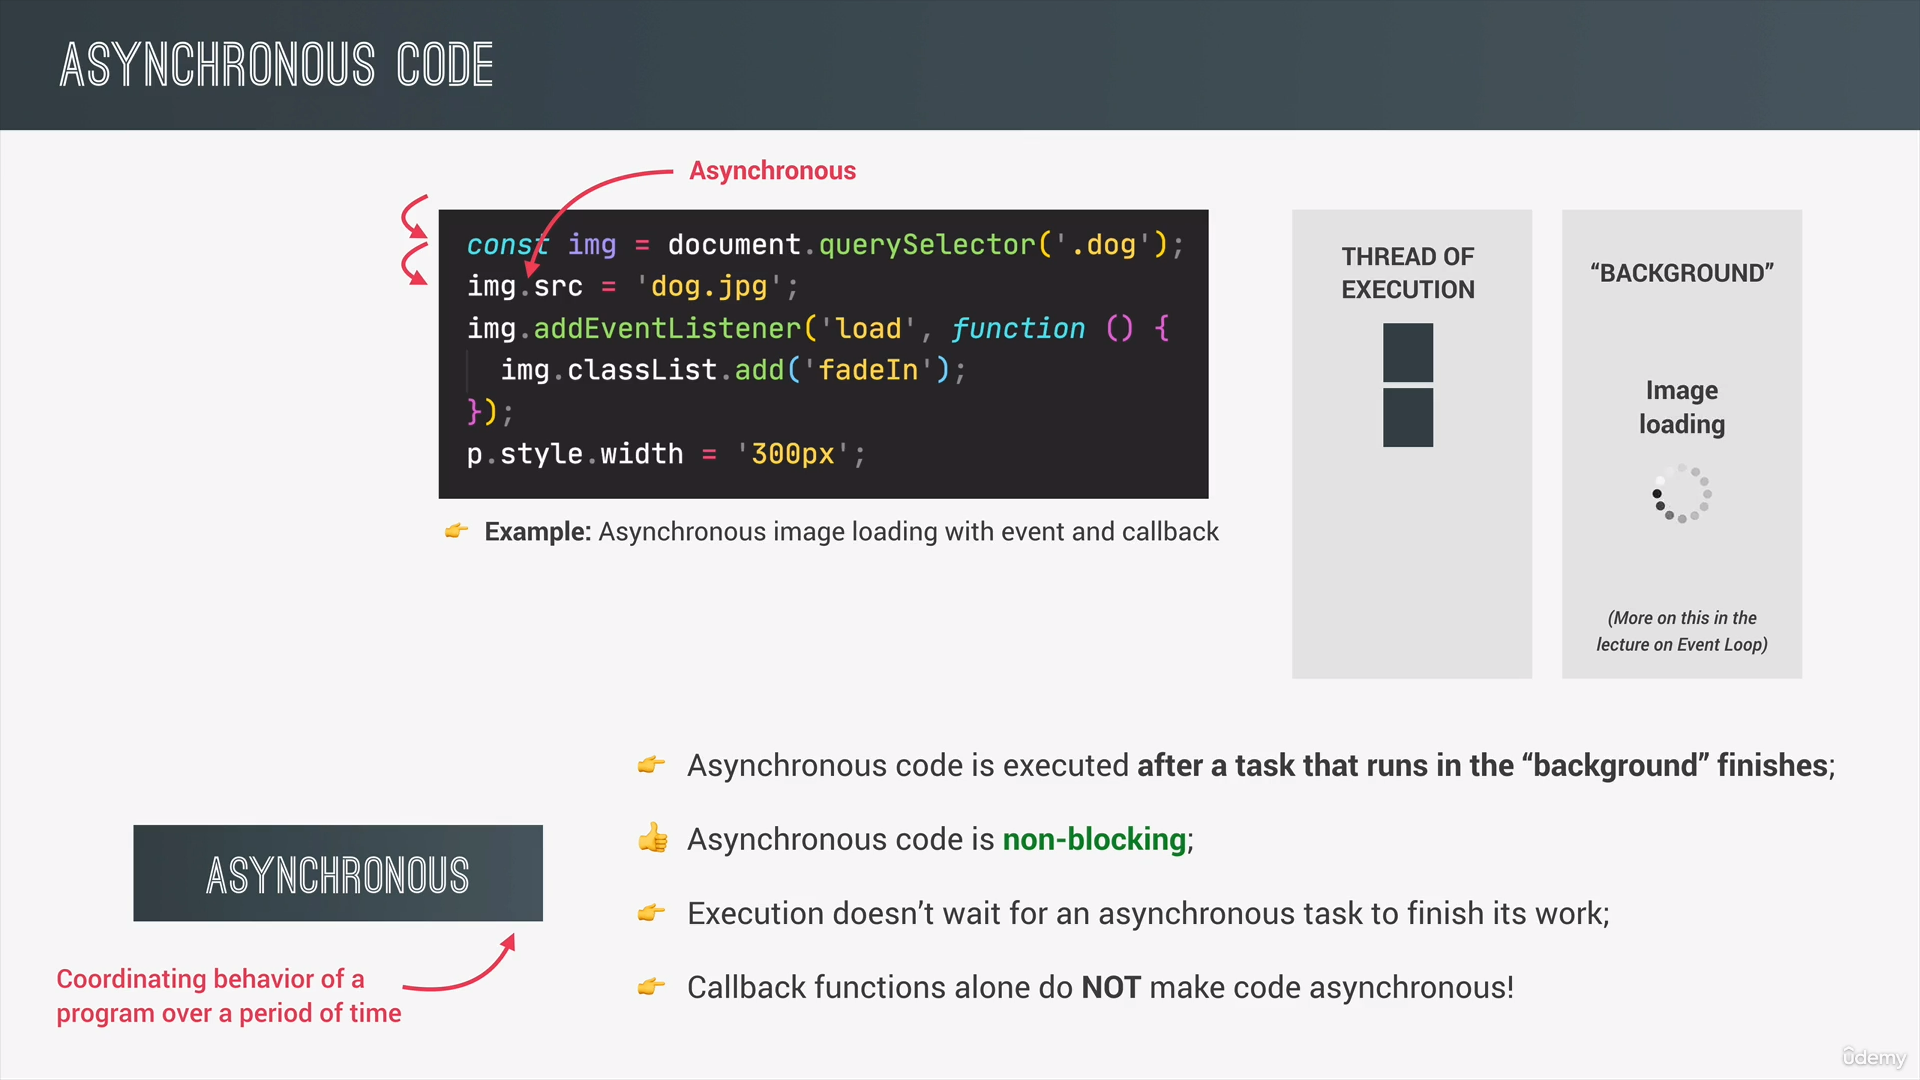 ASYNCHRONOUS CODE
Asynchronous
const img = document.querySelector('.dog');
img.src = 'dog.jpg';
img.addEventListener('load', function () {
  img.classList.add('fadeIn');
});
p.style.width = '300px';
👉 Example: Asynchronous image loading with event and callback
THREAD OF
EXECUTION
“BACKGROUND”
Image
loading
(More on this in the
lecture on Event Loop)
👉 Asynchronous code is executed after a task that runs in the “background” finishes;
👍 Asynchronous code is non-blocking;
👉 Execution doesn’t wait for an asynchronous task to finish its work;
👉 Callback functions alone do NOT make code asynchronous!
ASYNCHRONOUS
Coordinating behavior of a
program over a period of time
ûdemy